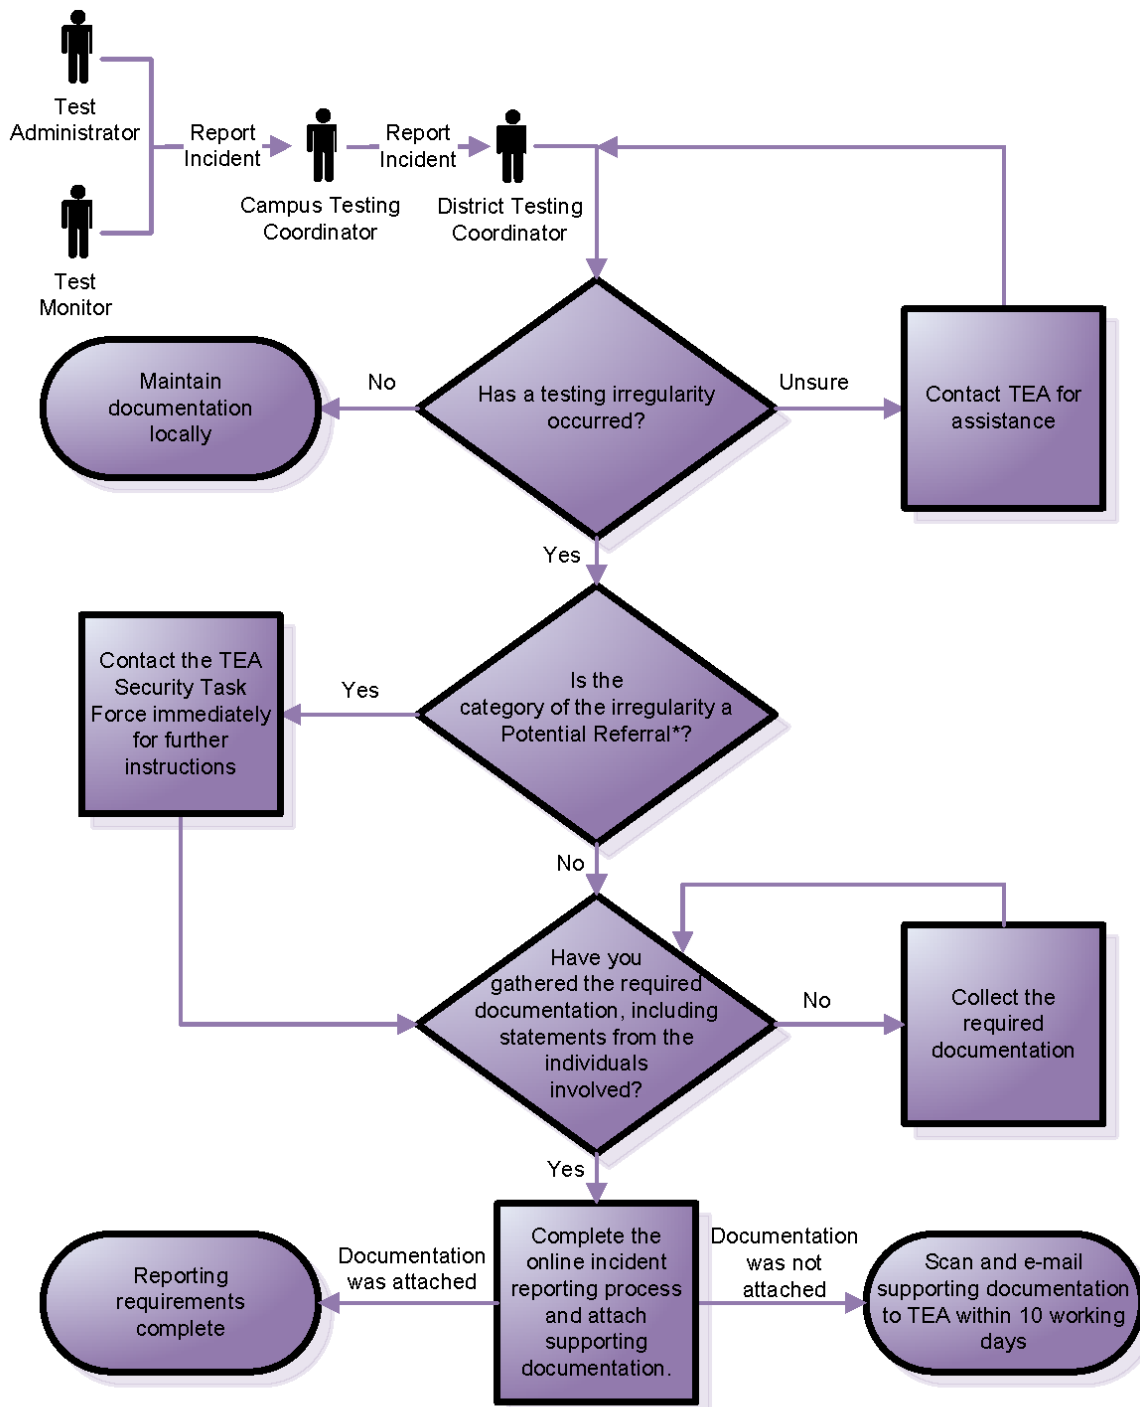 Test
Administrator
Report
Incident
Report
Incident
Campus Testing
Coordinator
District Testing
Coordinator
Test
Monitor
Maintain
documentation
locally
No
Has a testing irregularity
occurred?
Unsure
Contact TEA for
assistance
Yes
Contact the TEA
Security Task
Force immediately
for further
instructions
Yes
Is the
category of the irregularity a
Potential Referral*?
No
Have you
gathered the required
documentation, including
statements from the
individuals
involved?
No
Collect the
required
documentation
Yes
Reporting
requirements
complete
Documentation
was attached
Complete the
online incident
reporting process
and attach
supporting
documentation.
Documentation
was not
attached
Scan and e-mail
supporting documentation
to TEA within 10 working
days